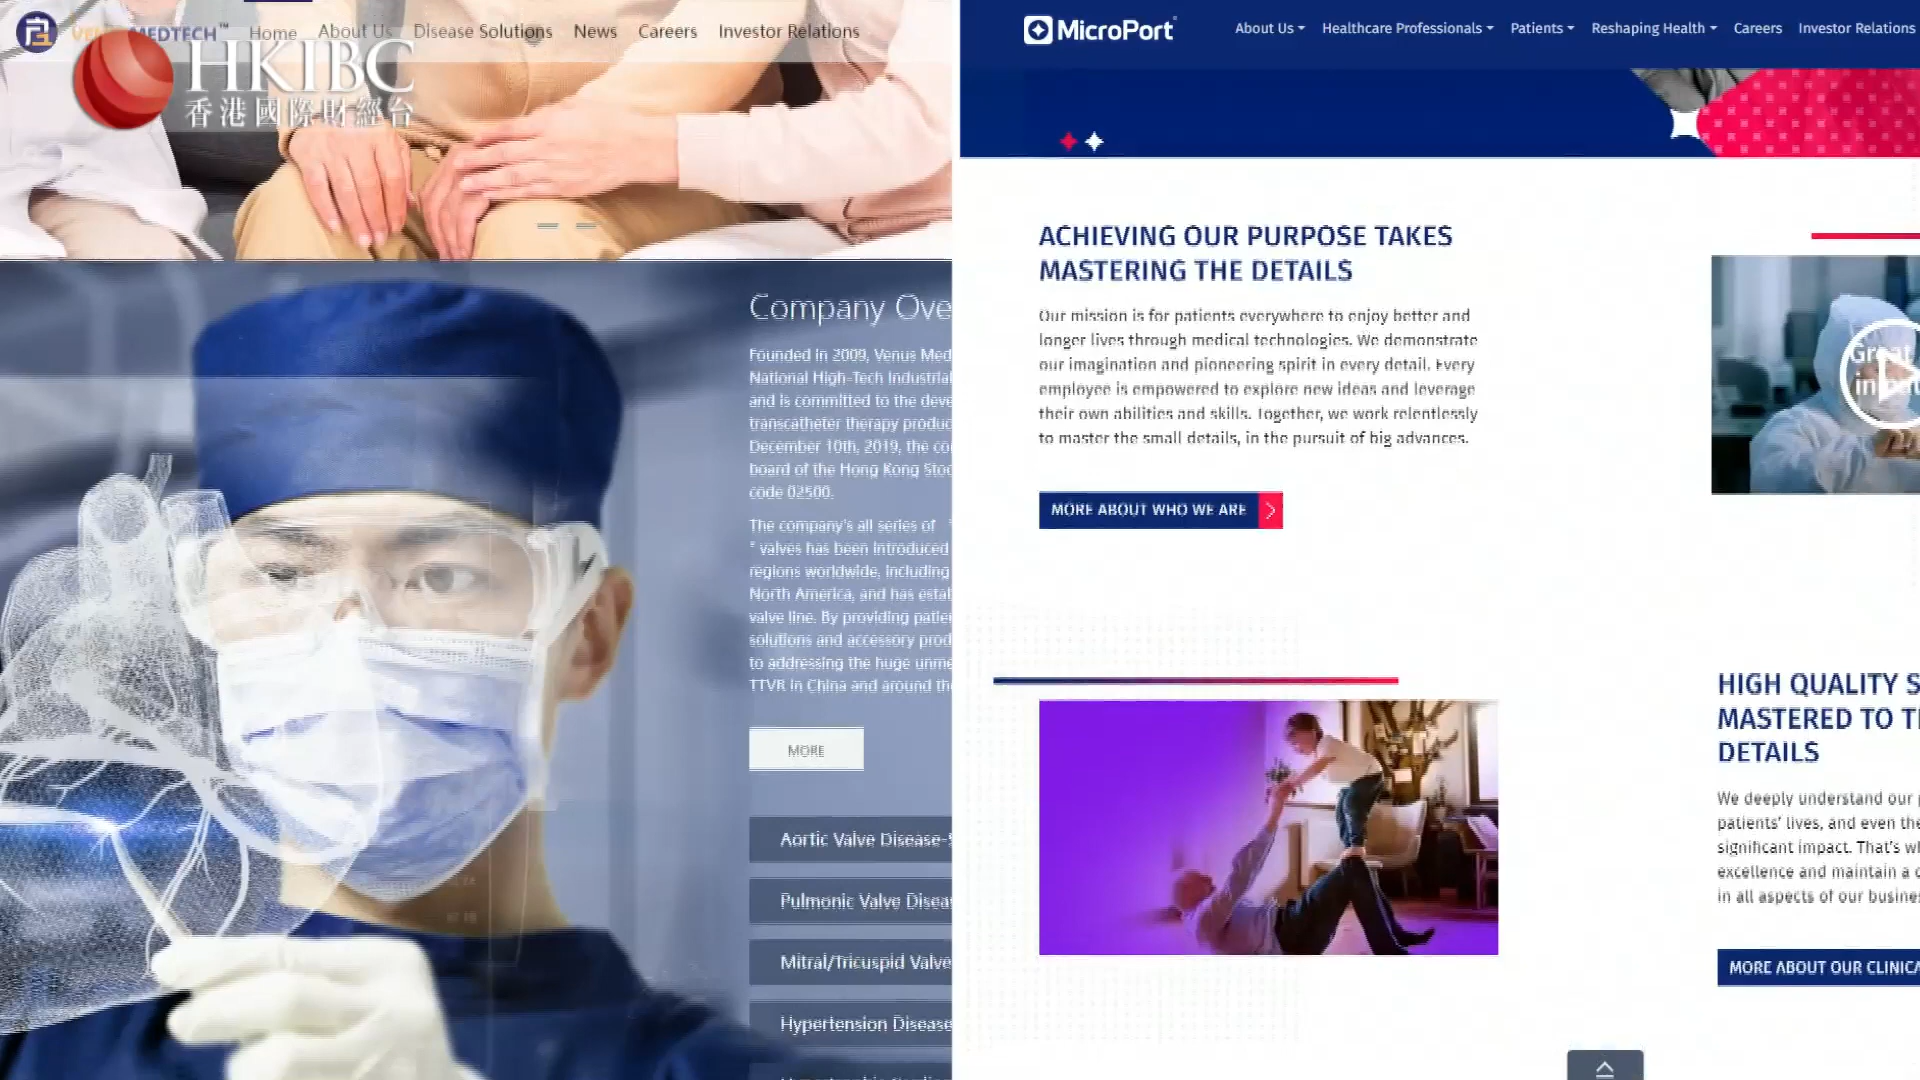 MEDTECH™
Home
About Us
Disease Solutions
News
Careers
Investor Relations
HKIBC
香港國際財經台
Company Ove
Founded in 2009, Venus Med
National High-Tech Industrial
and is committed to the deve
transcatheter therapy produc
December 10th, 2019, the co
board of the Hong Kong Stoc
code 02500.
The company's all series of
valves has been introduced
regions worldwide, including
North America, and has estal
valve line. By providing patie
solutions and accessory prod
to addressing the huge unme
TTVR in China and around the
MORE
Aortic Valve Disease-S
Pulmonic Valve Disea
Mitral/Tricuspid Valve
Hypertension Disease
MicroPort
About Us
Healthcare Professionals
Patients
Reshaping Health
Careers
Investor Relations
ACHIEVING OUR PURPOSE TAKES
MASTERING THE DETAILS
Our mission is for patients everywhere to enjoy better and
longer lives through medical technologies. We demonstrate
our imagination and pioneering spirit in every detail. Every
employee is empowered to explore new ideas and leverage
their own abilities and skills. Together, we work relentlessly
to master the small details, in the pursuit of big advances.
MORE ABOUT WHO WE ARE
Great
HIGH QUALITY S
MASTERED TO T
DETAILS
We deeply understand our p
patients' lives, and even the
significant impact. That's wh
excellence and maintain a c
in all aspects of our busines
MORE ABOUT OUR CLINICA